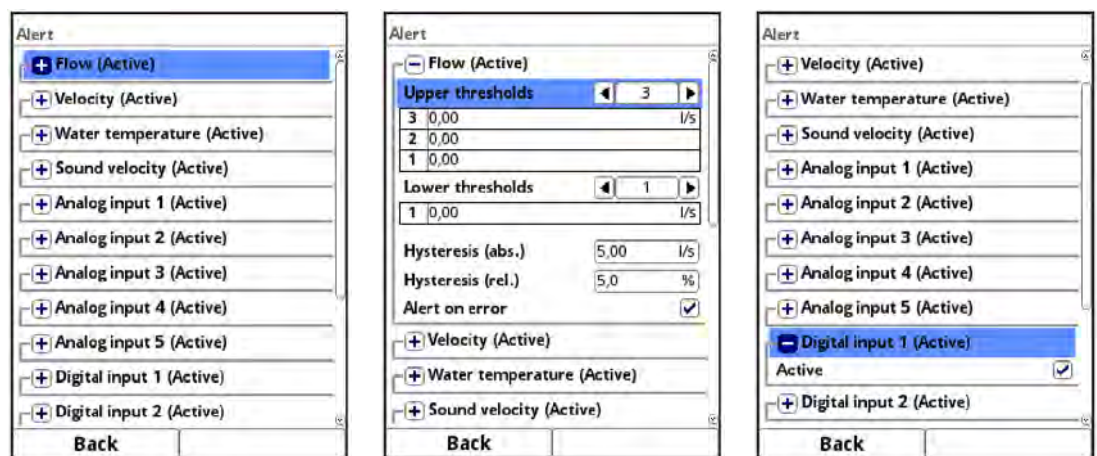 Alert
Flow (Active)
Velocity (Active)
Water temperature (Active)
Sound velocity (Active)
Analog input 1 (Active)
Analog input 2 (Active)
Analog input 3 (Active)
Analog input 4 (Active)
Analog input 5 (Active)
Digital input 1 (Active)
Digital input 2 (Active)
Back
Alert
Flow (Active)
Upper thresholds 3
3 0,00 l/s
2 0,00
1 0,00
Lower thresholds 1
1 0,00 l/s
Hysteresis (abs.) 5,00 l/s
Hysteresis (rel.) 5,0 %
Alert on error
Velocity (Active)
Water temperature (Active)
Sound velocity (Active)
Back
Alert
Velocity (Active)
Water temperature (Active)
Sound velocity (Active)
Analog input 1 (Active)
Analog input 2 (Active)
Analog input 3 (Active)
Analog input 4 (Active)
Analog input 5 (Active)
Digital input 1 (Active)
Active
Digital input 2 (Active)
Back